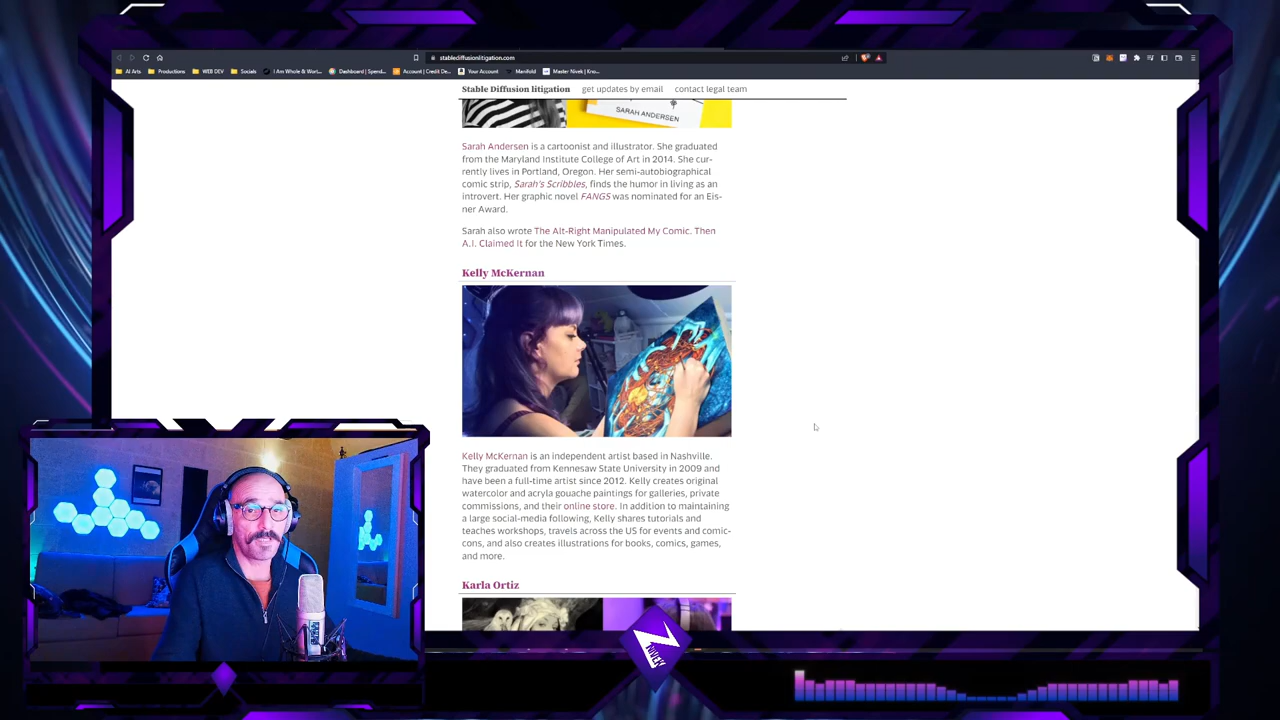 stablediffusionlitigation.com
AI Arts
Productions
WEB DEV
Socials
I Am Whole & Wort...
Dashboard | Spend...
Account | Credit De...
Your Account
Manifold
Master Nivek | Kno...
Stable Diffusion litigation get updates by email contact legal team
SARAH ANDERSEN
Sarah Andersen is a cartoonist and illustrator. She graduated
from the Maryland Institute College of Art in 2014. She cur-
rently lives in Portland, Oregon. Her semi-autobiographical
comic strip, Sarah's Scribbles, finds the humor in living as an
introvert. Her graphic novel FANGS was nominated for an Eis-
ner Award.
Sarah also wrote The Alt-Right Manipulated My Comic. Then
A.I. Claimed It for the New York Times.
Kelly McKernan
Kelly McKernan is an independent artist based in Nashville.
They graduated from Kennesaw State University in 2009 and
have been a full-time artist since 2012. Kelly creates original
watercolor and acryla gouache paintings for galleries, private
commissions, and their online store. In addition to maintaining
a large social-media following, Kelly shares tutorials and
teaches workshops, travels across the US for events and comic-
cons, and also creates illustrations for books, comics, games,
and more.
Karla Ortiz